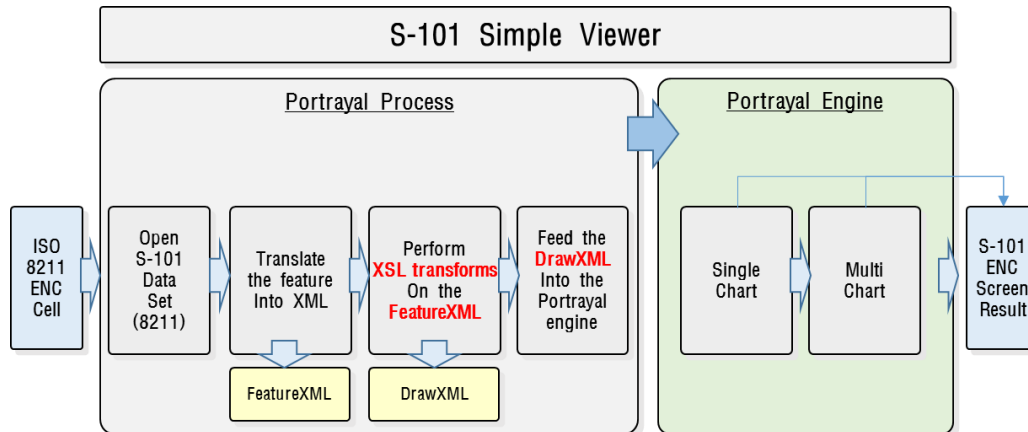 S-101 Simple Viewer
Portrayal Process
Portrayal Engine
ISO
8211
ENC
Cell
Open
S-101
Data
Set
(8211)
Translate
the feature
Into XML
Perform
XSL transforms
On the
FeatureXML
Feed the
DrawXML
Into the
Portrayal
engine
Single
Chart
Multi
Chart
S-101
ENC
Screen
Result
FeatureXML
DrawXML